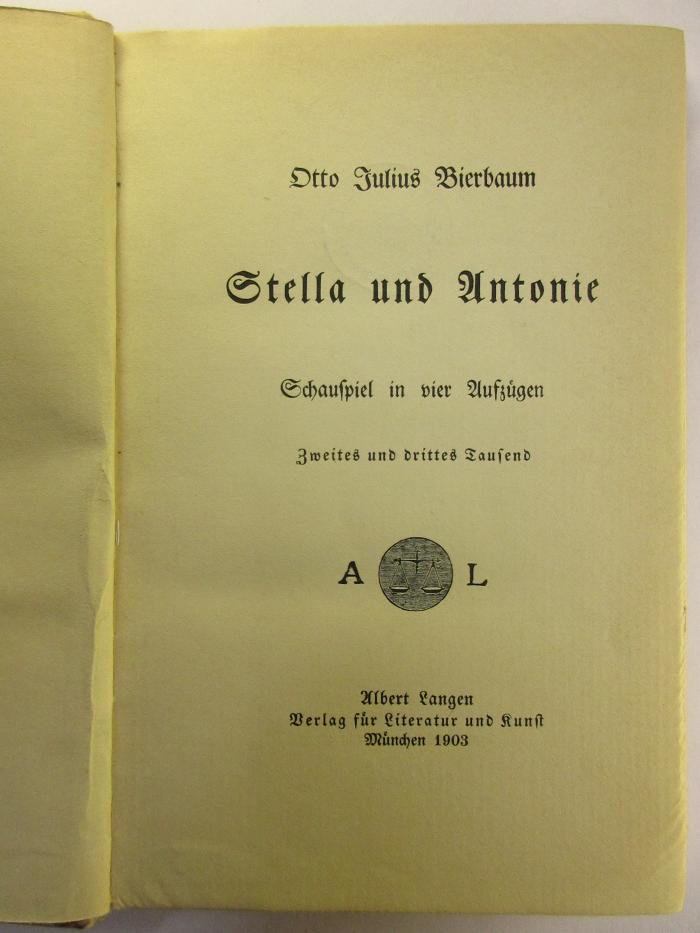 Otto Julius Bierbaum
Stella und Antonie
Schauſpiel in vier Aufzügen
Zweites und drittes Tauſend
A L
Albert Langen
Verlag für Literatur und Kunſt
München 1903